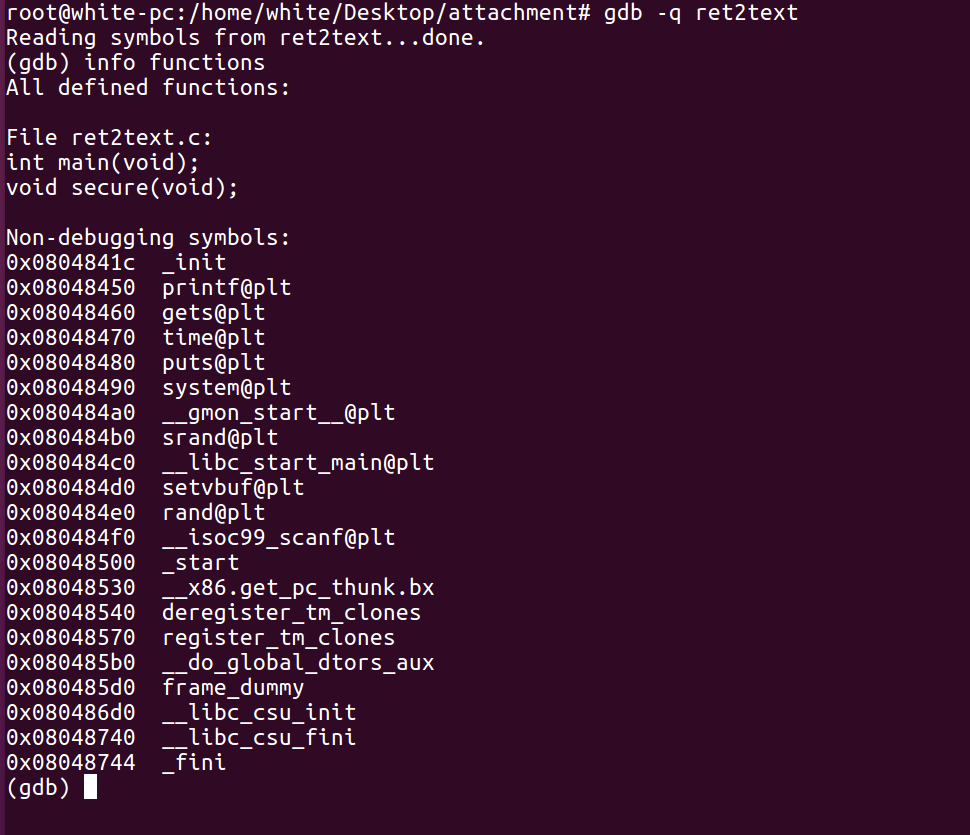 root@white-pc:/home/white/Desktop/attachment# gdb -q ret2text
Reading symbols from ret2text...done.
(gdb) info functions
All defined functions:
File ret2text.c:
int main(void);
void secure(void);
Non-debugging symbols:
0x0804841c  _init
0x08048450  printf@plt
0x08048460  gets@plt
0x08048470  time@plt
0x08048480  puts@plt
0x08048490  system@plt
0x080484a0  __gmon_start__@plt
0x080484b0  srand@plt
0x080484c0  __libc_start_main@plt
0x080484d0  setvbuf@plt
0x080484e0  rand@plt
0x080484f0  __isoc99_scanf@plt
0x08048500  _start
0x08048530  __x86.get_pc_thunk.bx
0x08048540  deregister_tm_clones
0x08048570  register_tm_clones
0x080485b0  __do_global_dtors_aux
0x080485d0  frame_dummy
0x080486d0  __libc_csu_init
0x08048740  __libc_csu_fini
0x08048744  _fini
(gdb)